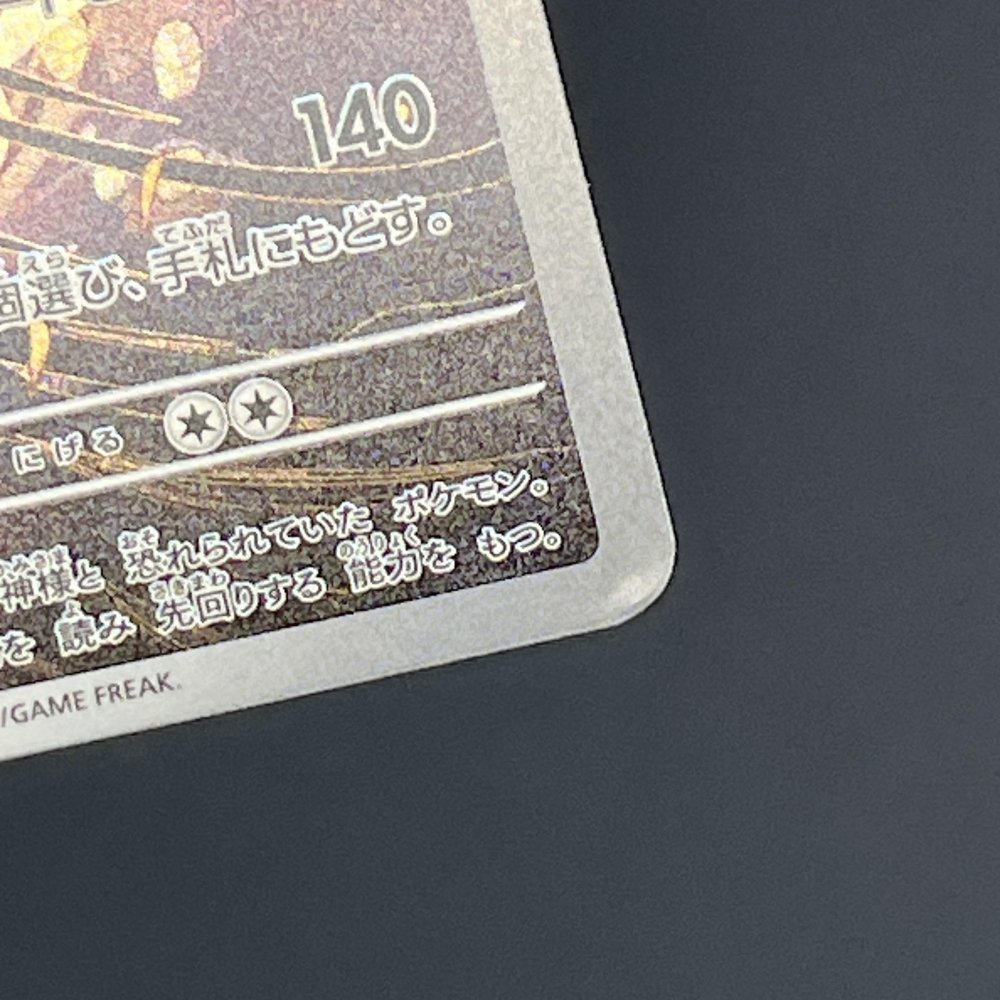 140
個選び、手札にもどす。
にげる
神様と 恐れられていた ポケモン。
を 読み 先回りする 能力を もつ。
/GAME FREAK.